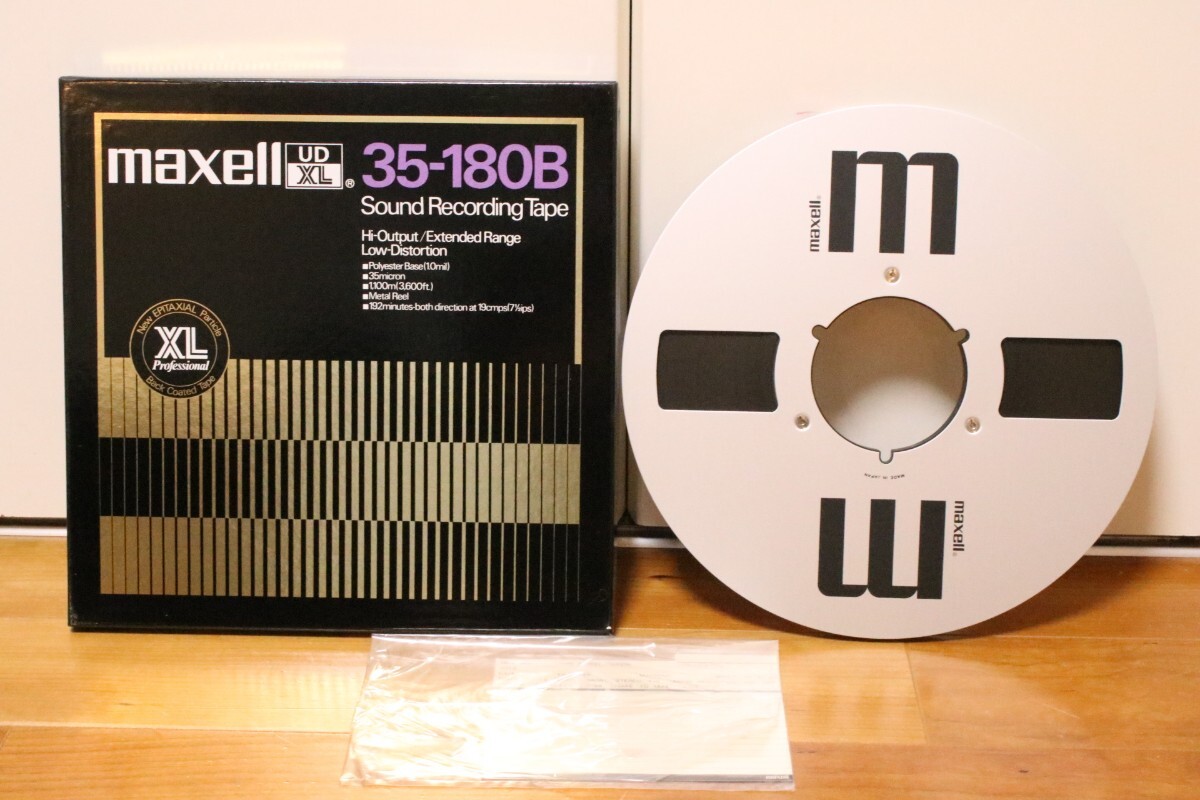 maxell UD XL ® 35-180B
Sound Recording Tape
Hi-Output/Extended Range
Low-Distortion
■Polyester Base(1.0mil)
■35micron
■1,100m(3,600ft.)
■Metal Reel
■192minutes-both direction at 19cmps(7½ips)
New EPITAXIAL Particle
XL
Professional
Back Coated Tape
m
maxell®
m
maxell®